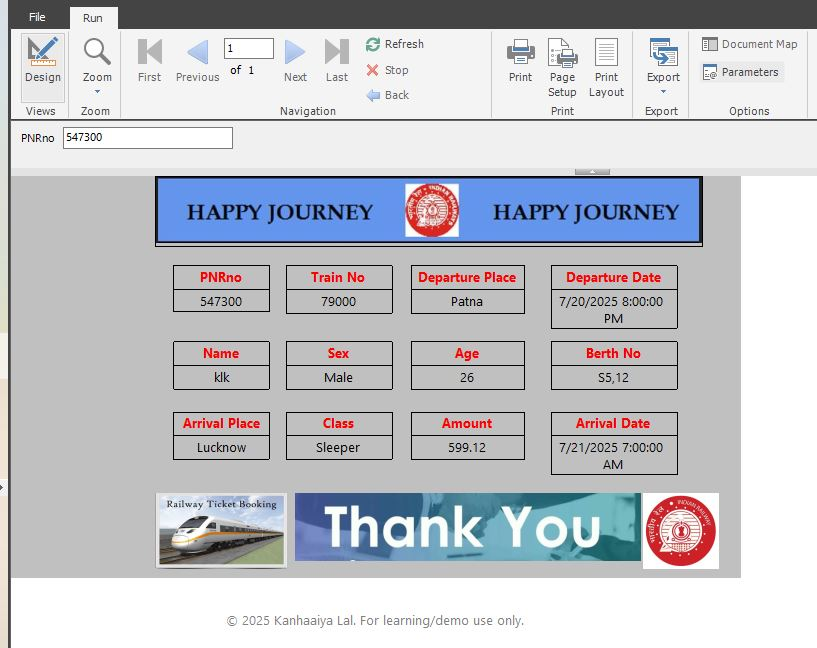 File Run
Design Zoom First Previous 1 of 1 Next Last Refresh Stop Back Print Page Setup Print Layout Export Document Map Parameters
Views Zoom Navigation Print Export Options
PNRno 547300
HAPPY JOURNEY HAPPY JOURNEY
PNRno Train No Departure Place Departure Date
547300 79000 Patna 7/20/2025 8:00:00
PM
Name Sex Age Berth No
klk Male 26 S5,12
Arrival Place Class Amount Arrival Date
Lucknow Sleeper 599.12 7/21/2025 7:00:00
AM
Railway Ticket Booking
Thank You
© 2025 Kanhaaiya Lal. For learning/demo use only.